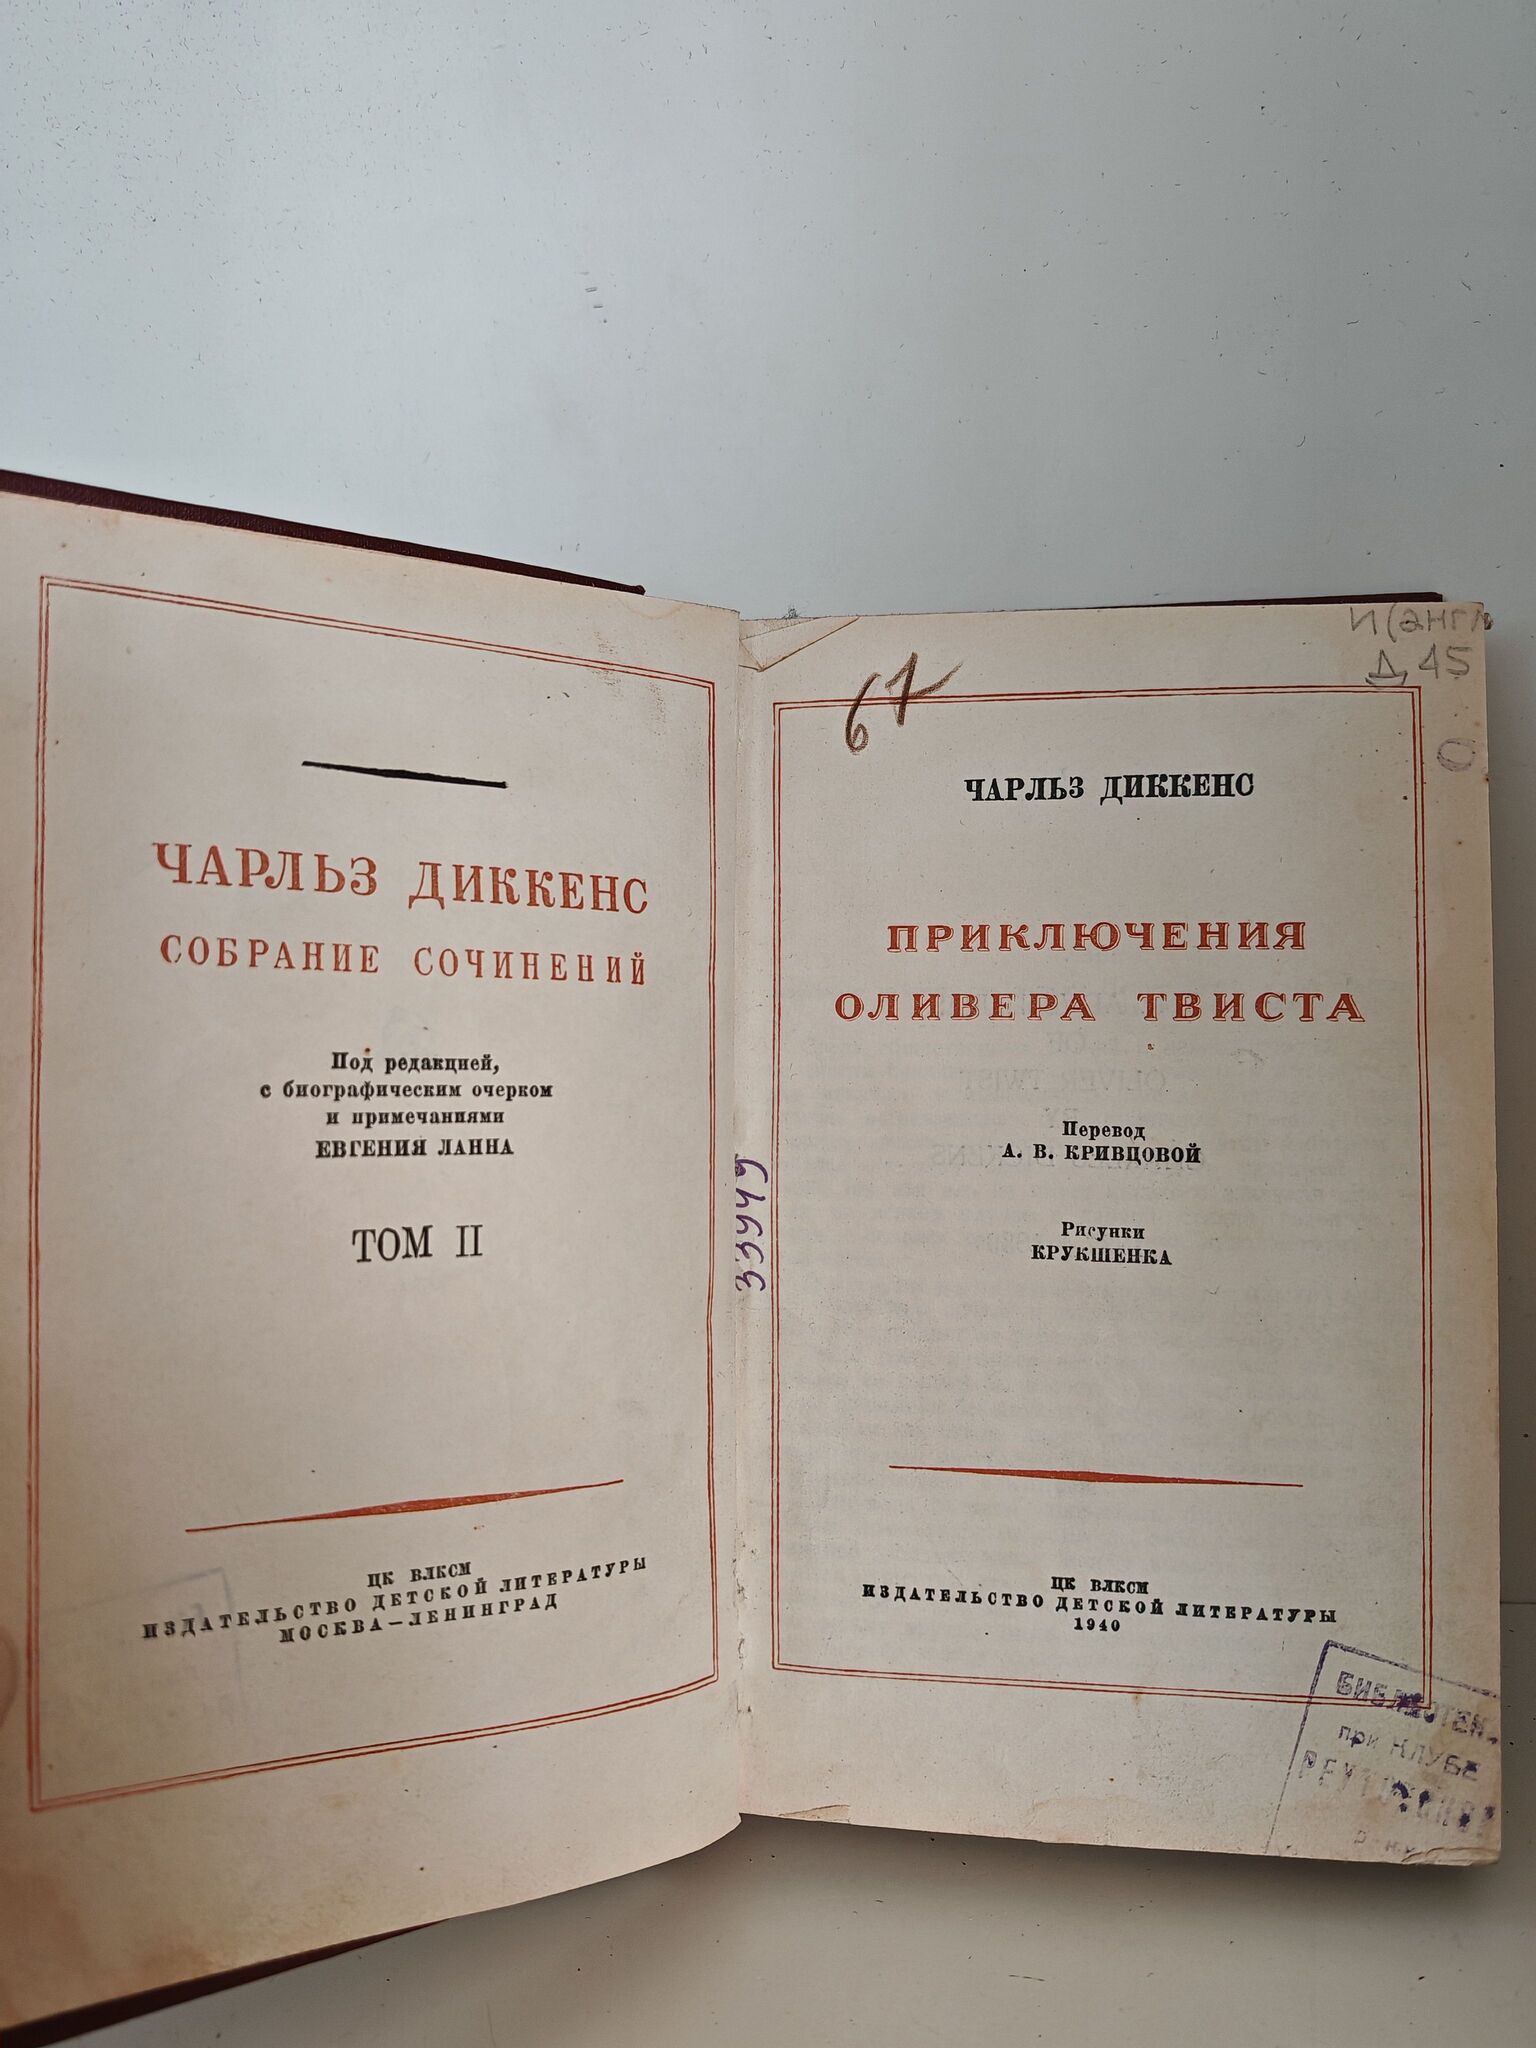 ЧАРЛЬЗ ДИККЕНС
СОБРАНИЕ СОЧИНЕНИЙ
Под редакцией,
с биографическим очерком
и примечаниями
ЕВГЕНИЯ ЛАННА
ТОМ II
ЦК ВЛКСМ
ИЗДАТЕЛЬСТВО ДЕТСКОЙ ЛИТЕРАТУРЫ
МОСКВА—ЛЕНИНГРАД
И(англ
Д 45
67
ЧАРЛЬЗ ДИККЕНС
ПРИКЛЮЧЕНИЯ
ОЛИВЕРА ТВИСТА
Перевод
А. В. КРИВЦОВОЙ
Рисунки
КРУКШЕНКА
ЦК ВЛКСМ
ИЗДАТЕЛЬСТВО ДЕТСКОЙ ЛИТЕРАТУРЫ
1940
БИБЛИОТЕК
при КЛУБЕ